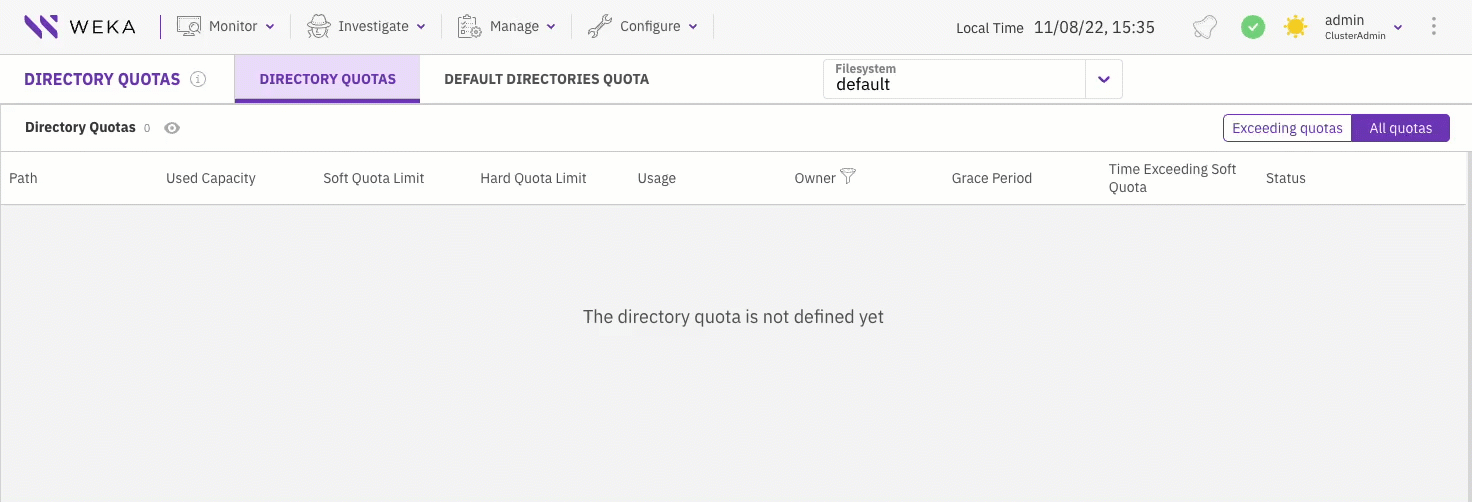 WEKA
Monitor
Investigate
Manage
Configure
Local Time 11/08/22, 15:35
admin
ClusterAdmin
DIRECTORY QUOTAS
DIRECTORY QUOTAS
DEFAULT DIRECTORIES QUOTA
Filesystem
default
Directory Quotas 0
Exceeding quotas
All quotas
Path
Used Capacity
Soft Quota Limit
Hard Quota Limit
Usage
Owner
Grace Period
Time Exceeding Soft
Quota
Status
The directory quota is not defined yet